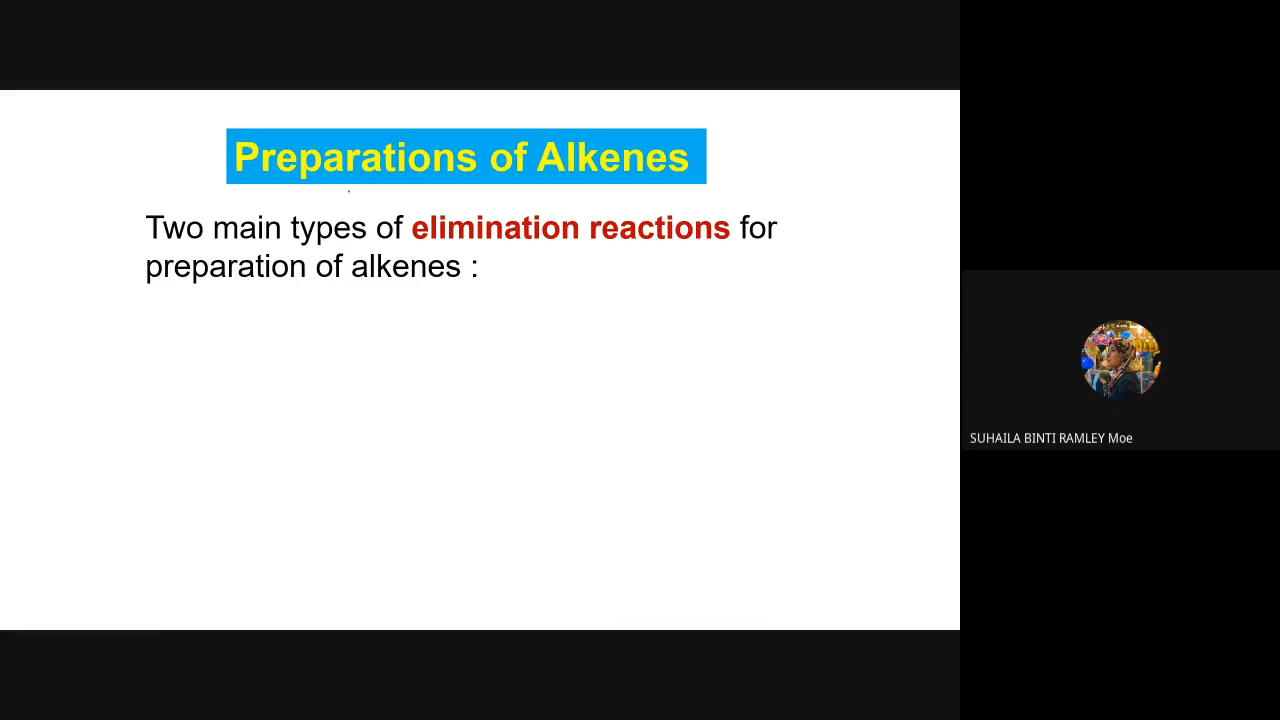 Preparations of Alkenes
Two main types of elimination reactions for
preparation of alkenes :
SUHAILA BINTI RAMLEY Moe